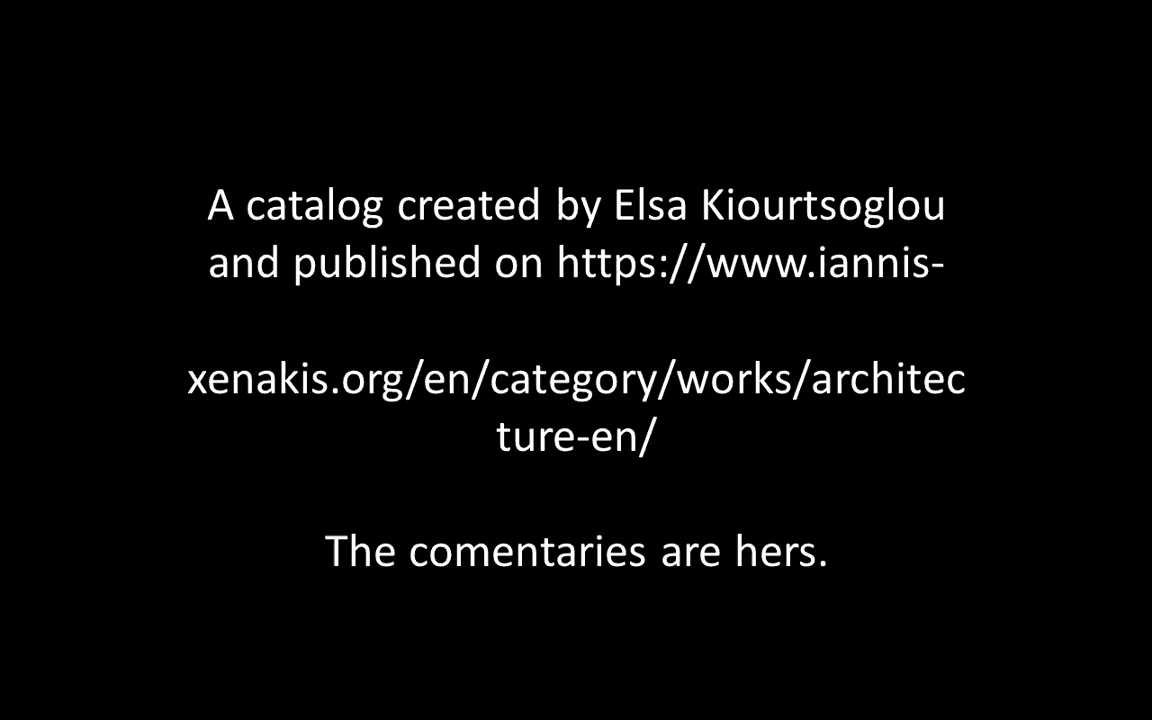 A catalog created by Elsa Kiourtsoglou
and published on https://www.iannis-
xenakis.org/en/category/works/architec
ture-en/
The comentaries are hers.